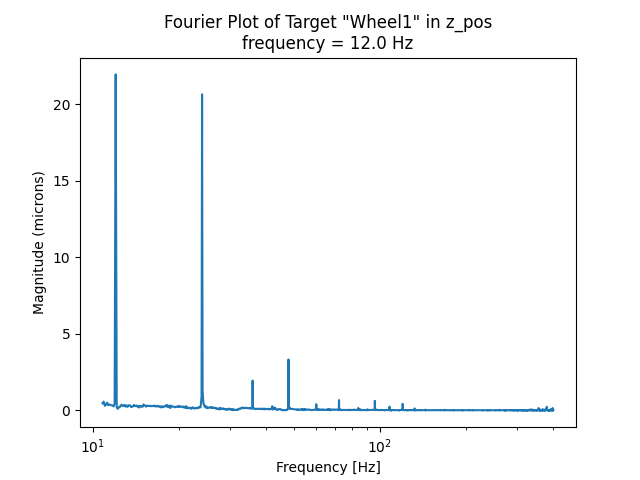 Fourier Plot of Target "Wheel1" in z_pos
frequency = 12.0 Hz
20
15
10
5
0
Magnitude (microns)
10¹
10²
Frequency [Hz]